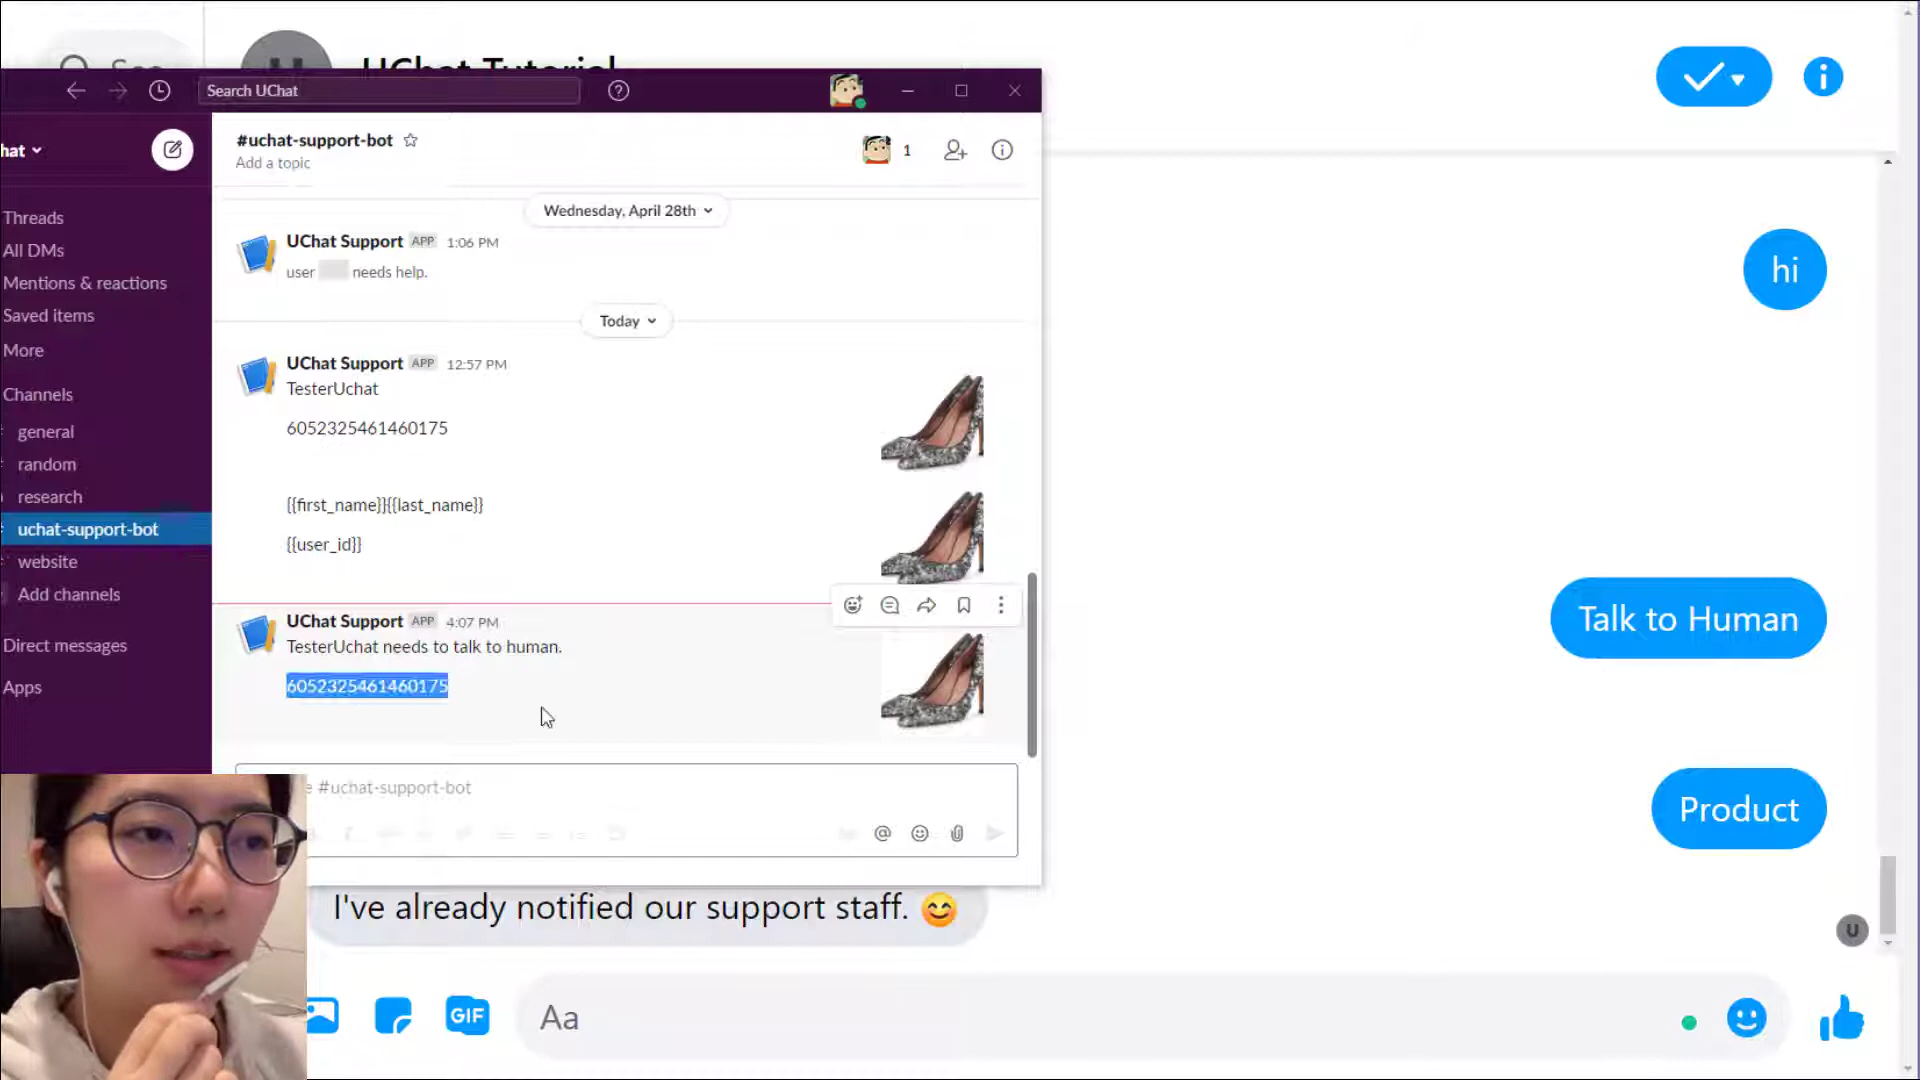 UChat Tutorial
Search UChat
hat
#uchat-support-bot
1
Add a topic
Threads
All DMs
Mentions & reactions
Saved items
More
Channels
general
random
research
uchat-support-bot
website
Add channels
Direct messages
Apps
Wednesday, April 28th
UChat Support APP 1:06 PM
user needs help.
Today
UChat Support APP 12:57 PM
TesterUchat
6052325461460175
{{first_name}}{{last_name}}
{{user_id}}
UChat Support APP 4:07 PM
TesterUchat needs to talk to human.
6052325461460175
#uchat-support-bot
hi
Talk to Human
Product
I've already notified our support staff. 😊
U
GIF
Aa